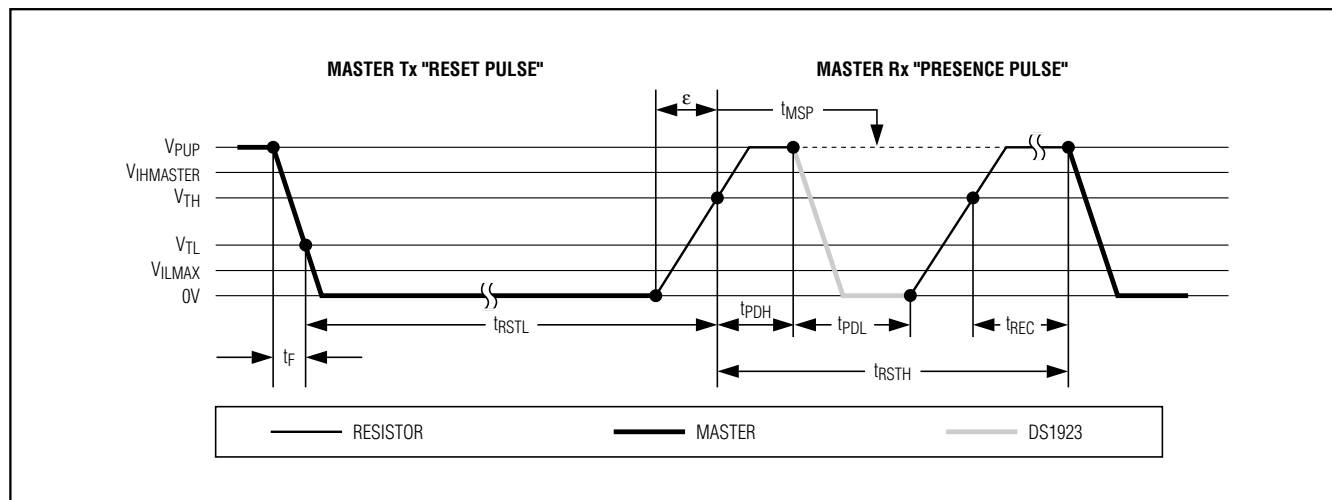 MASTER Tx "RESET PULSE" MASTER Rx "PRESENCE PULSE"
ε tMSP
VPUP
VIHMASTER
VTH
VTL
VILMAX
0V
tRSTL tPDH tPDL tREC
tF
tRSTH
RESISTOR MASTER DS1923